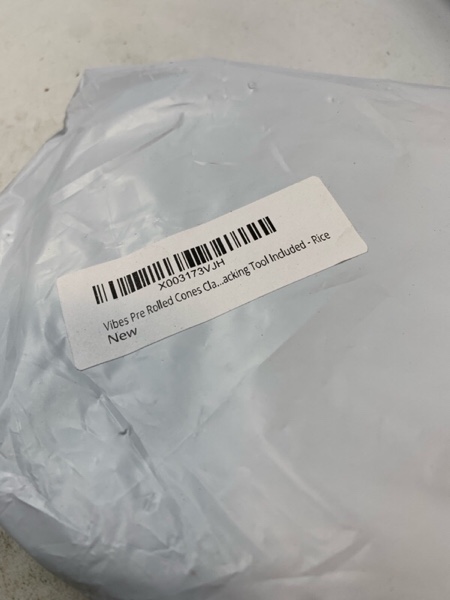 X003173VJH
Vibes Pre Rolled Cones Cla...acking Tool Included - Rice
New